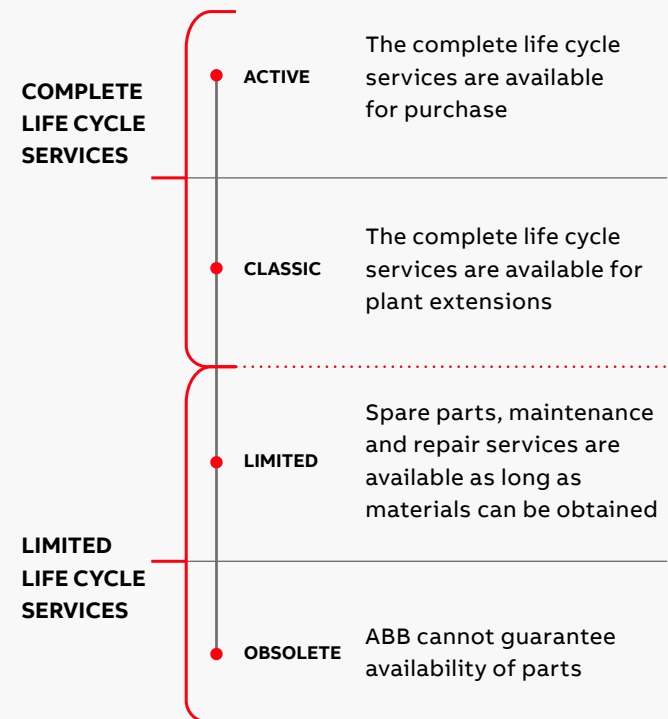 COMPLETE
LIFE CYCLE
SERVICES
ACTIVE
The complete life cycle
services are available
for purchase
CLASSIC
The complete life cycle
services are available for
plant extensions
LIMITED
LIFE CYCLE
SERVICES
LIMITED
Spare parts, maintenance
and repair services are
available as long as
materials can be obtained
OBSOLETE
ABB cannot guarantee
availability of parts